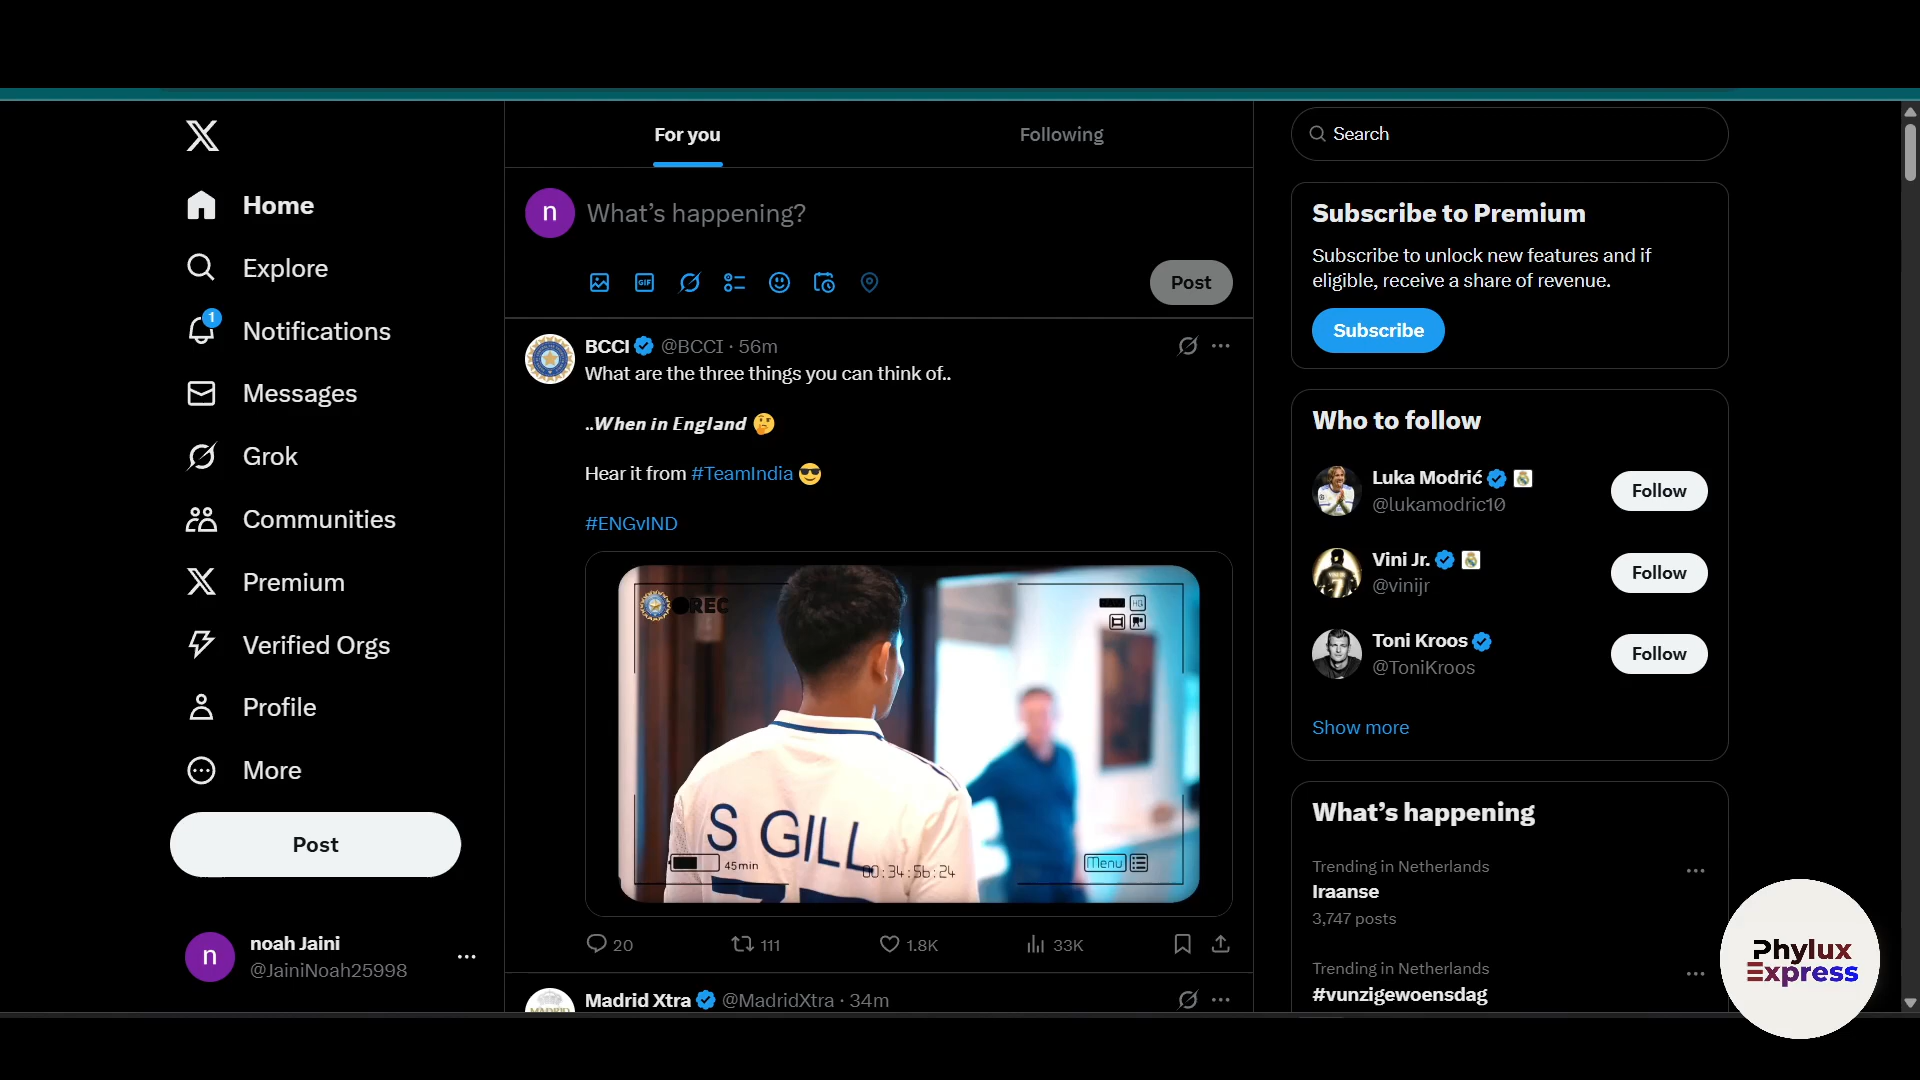 Home
Explore
1
Notifications
Messages
Grok
Communities
Premium
Verified Orgs
Profile
More
Post
n
noah Jaini
@JainiNoah25998
For you
Following
n
What's happening?
GIF
Post
BCCI @BCCI · 56m
What are the three things you can think of..
..When in England 🤔
Hear it from #TeamIndia 😎
#ENGvIND
REC
HG
S GILL
45min
00:34:56:24
Menu
20
111
1.8K
33K
Madrid Xtra @MadridXtra · 34m
Search
Subscribe to Premium
Subscribe to unlock new features and if
eligible, receive a share of revenue.
Subscribe
Who to follow
Luka Modrić
@lukamodric10
Follow
Vini Jr.
@vinijr
Follow
Toni Kroos
@ToniKroos
Follow
Show more
What's happening
Trending in Netherlands
Iraanse
3,747 posts
Trending in Netherlands
#vunzigewoensdag
Phylux
Express